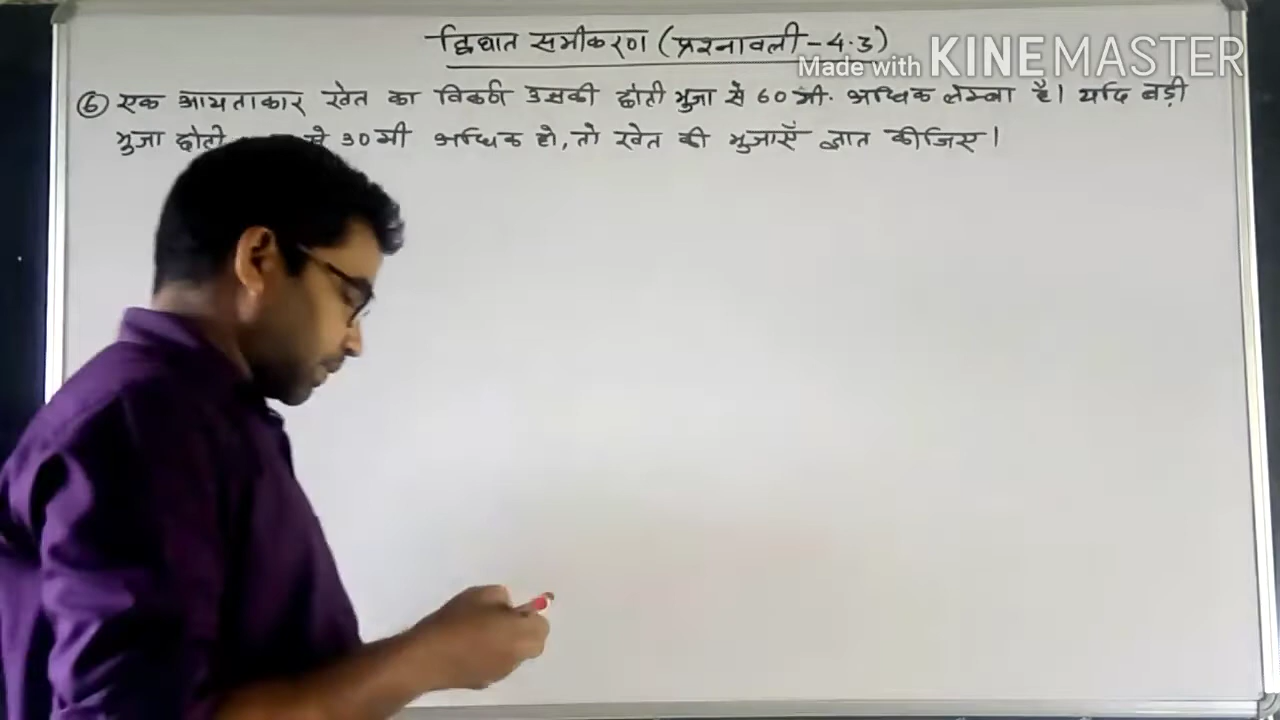 द्विघात समीकरण (प्रश्नावली - 4.3)
Made with KINEMASTER
⑥ एक आयताकार खेत का विकर्ण उसकी छोटी भुजा से 60 मी. अधिक लम्बा है। यदि बड़ी
भुजा छोटी से 30 मी अधिक हो, तो खेत की भुजाएँ ज्ञात कीजिए।